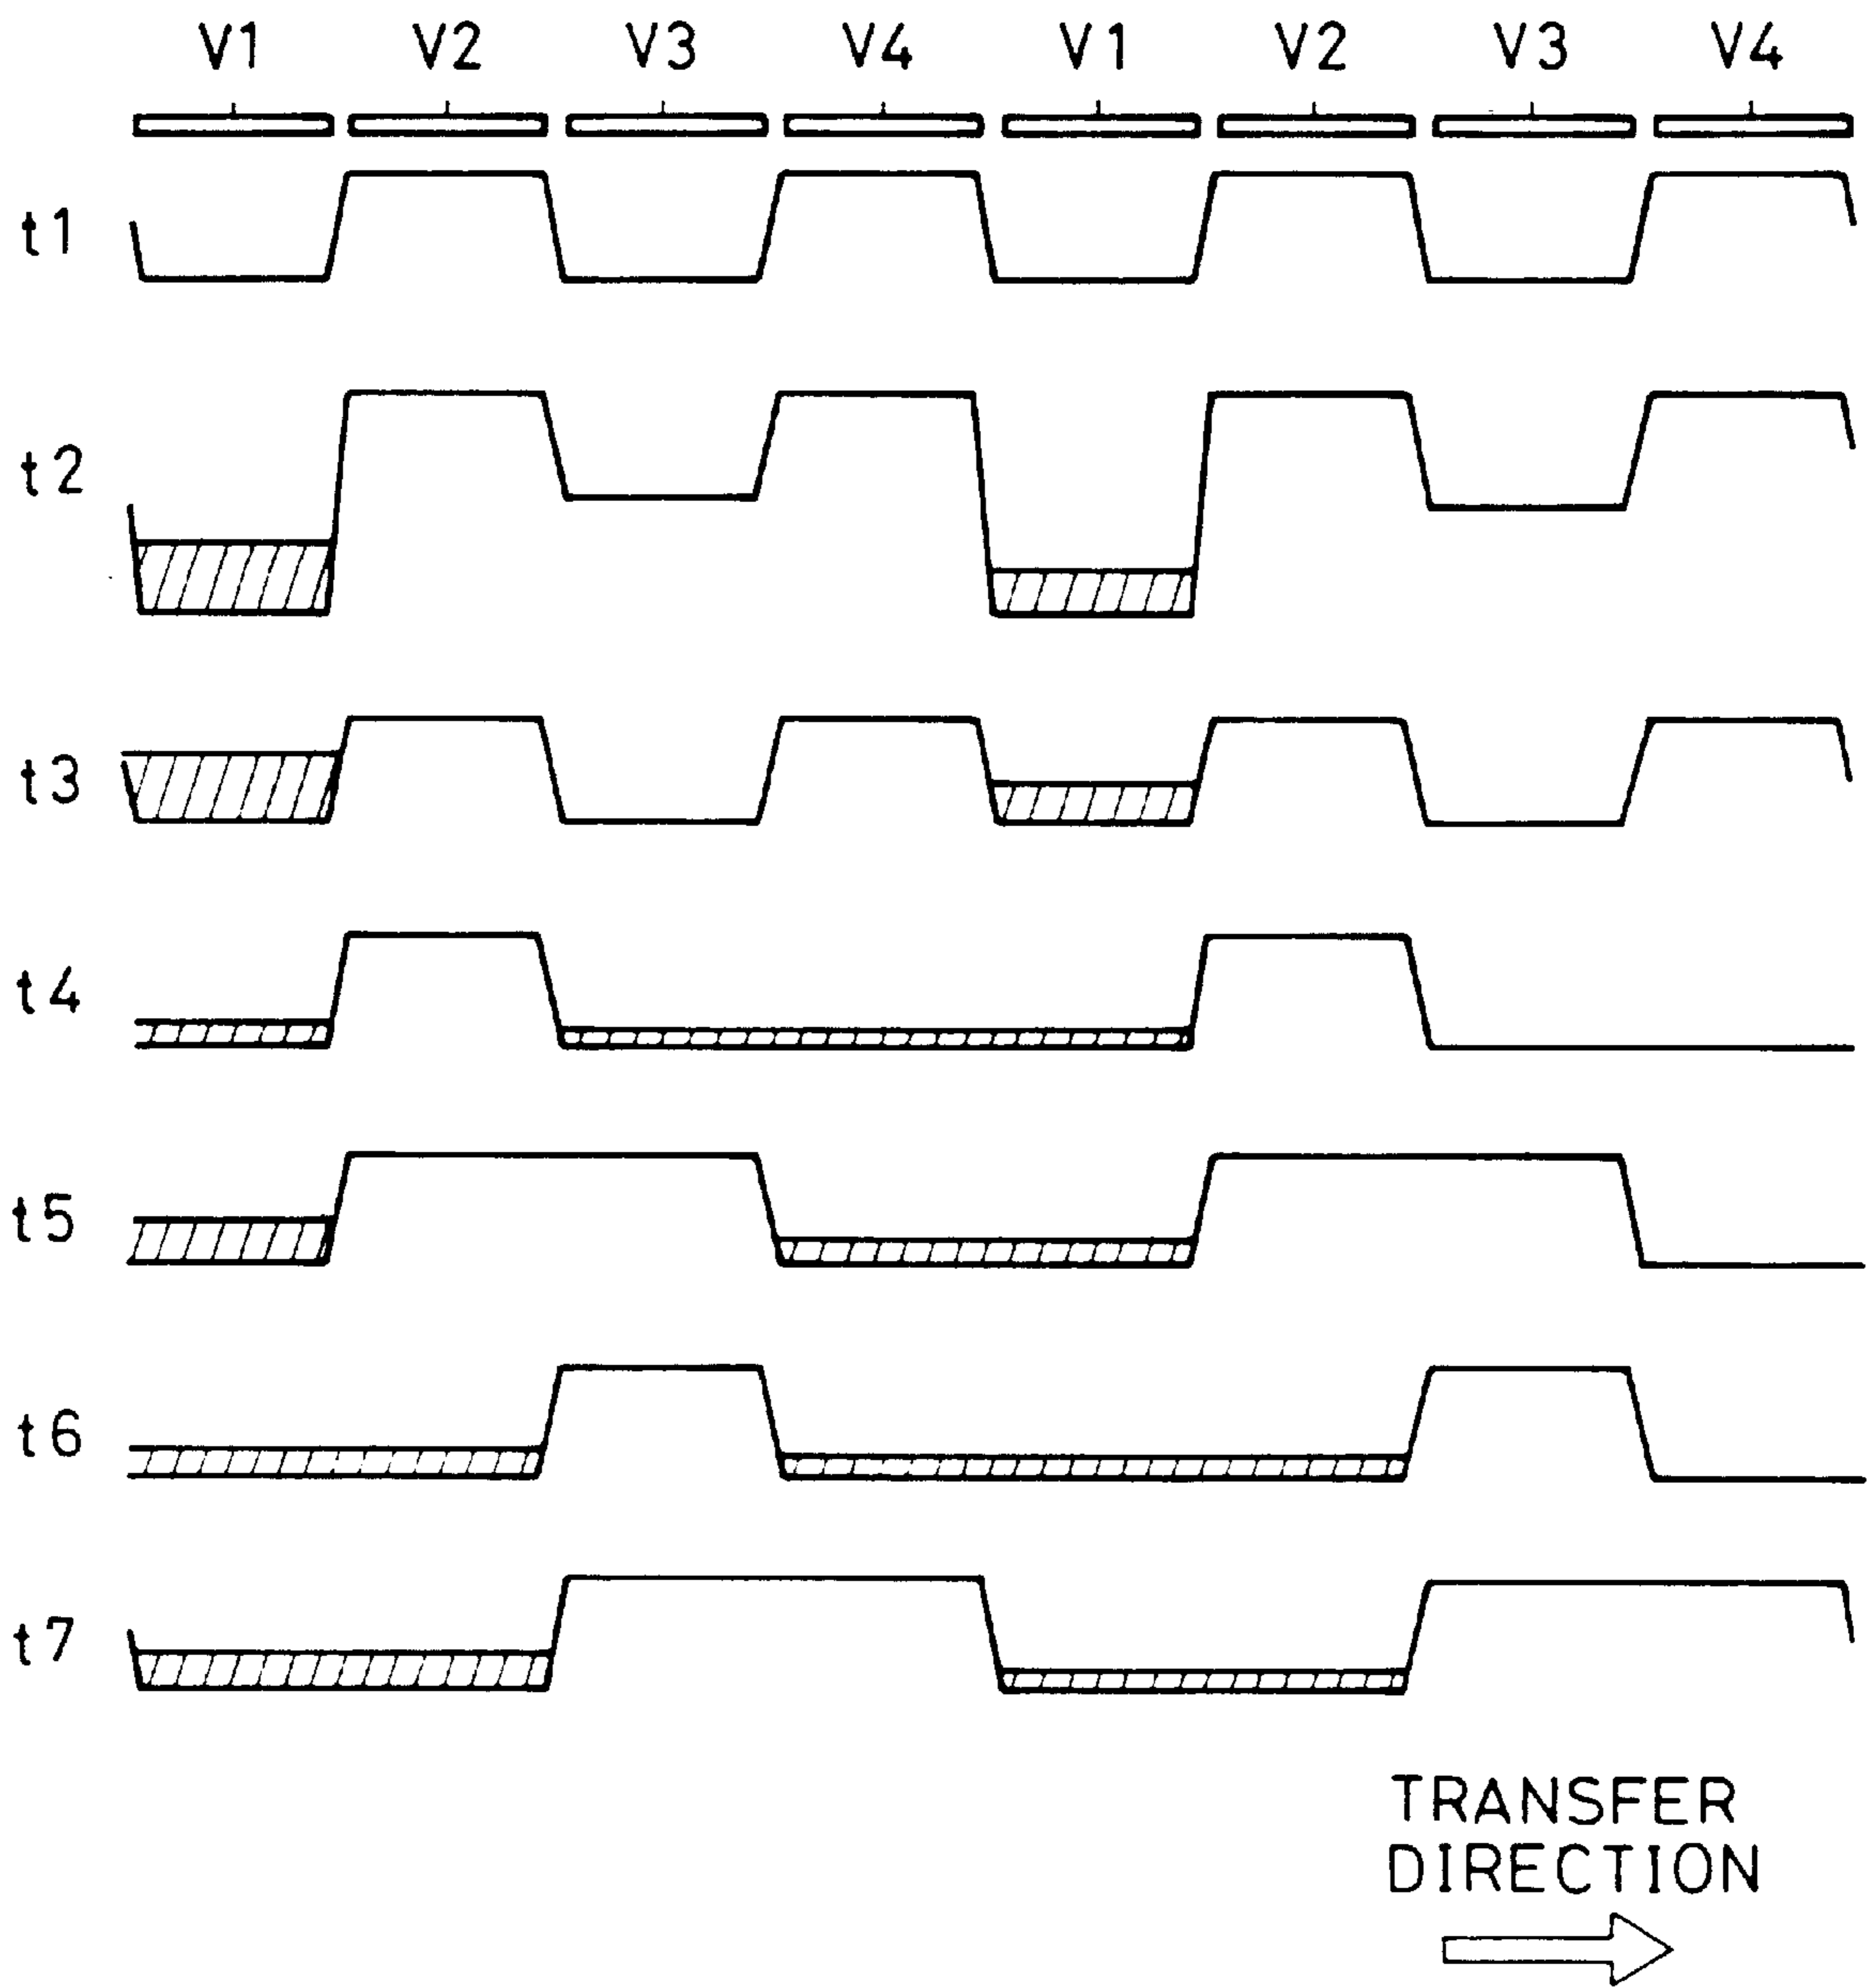 V1 V2 V3 V4 V1 V2 V3 V4
t1
t2
t3
t4
t5
t6
t7
TRANSFER
DIRECTION